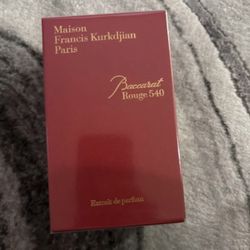 Maison
Francis Kurkdjian
Paris
Baccarat
Rouge 540
Extrait de parfum